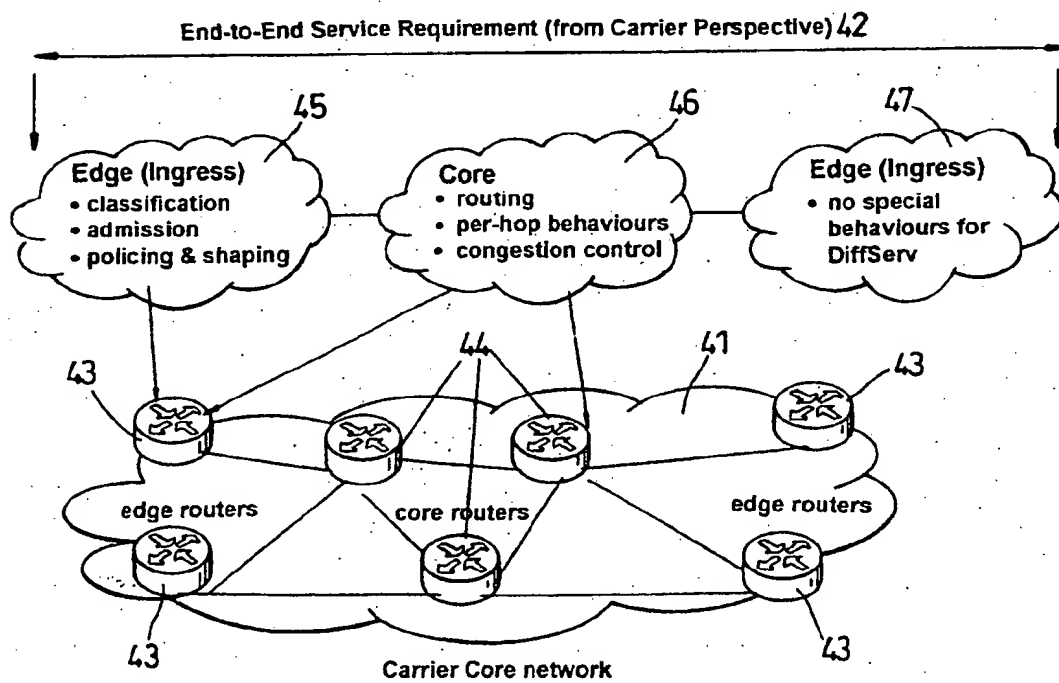 End-to-End Service Requirement (from Carrier Perspective) 42
45
46
47
Edge (Ingress)
• classification
• admission
• policing & shaping
Core
• routing
• per-hop behaviours
• congestion control
Edge (Ingress)
• no special
behaviours for
DiffServ
43
44
41
43
edge routers
core routers
edge routers
43
43
Carrier Core network